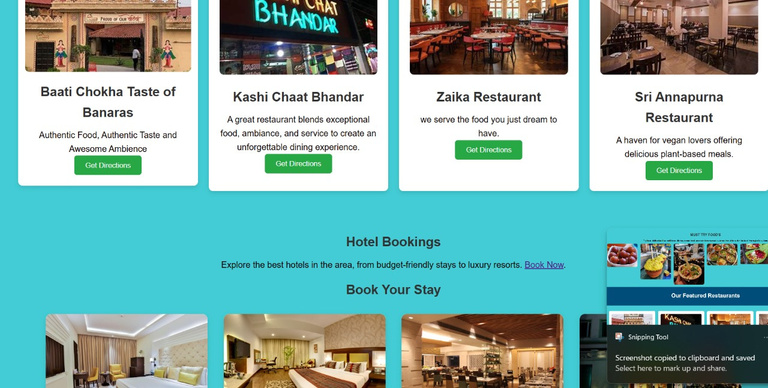 CHAT
BHANDAR
Baati Chokha Taste of
Banaras
Authentic Food, Authentic Taste and
Awesome Ambience
Get Directions
Kashi Chaat Bhandar
A great restaurant blends exceptional
food, ambiance, and service to create an
unforgettable dining experience.
Get Directions
Zaika Restaurant
we serve the food you just dream to
have.
Get Directions
Sri Annapurna
Restaurant
A haven for vegan lovers offering
delicious plant-based meals.
Get Directions
Hotel Bookings
Explore the best hotels in the area, from budget-friendly stays to luxury resorts. Book Now.
Book Your Stay
MUST TRY FOODS
Our Featured Restaurants
Snipping Tool
Screenshot copied to clipboard and saved
Select here to mark up and share.